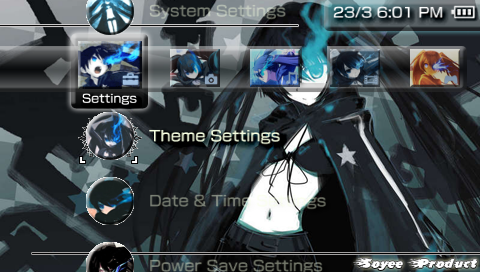 System Settings
23/3 6:01 PM
Settings
Theme Settings
Date & Time Settings
Power Save Settings
Soyee Product